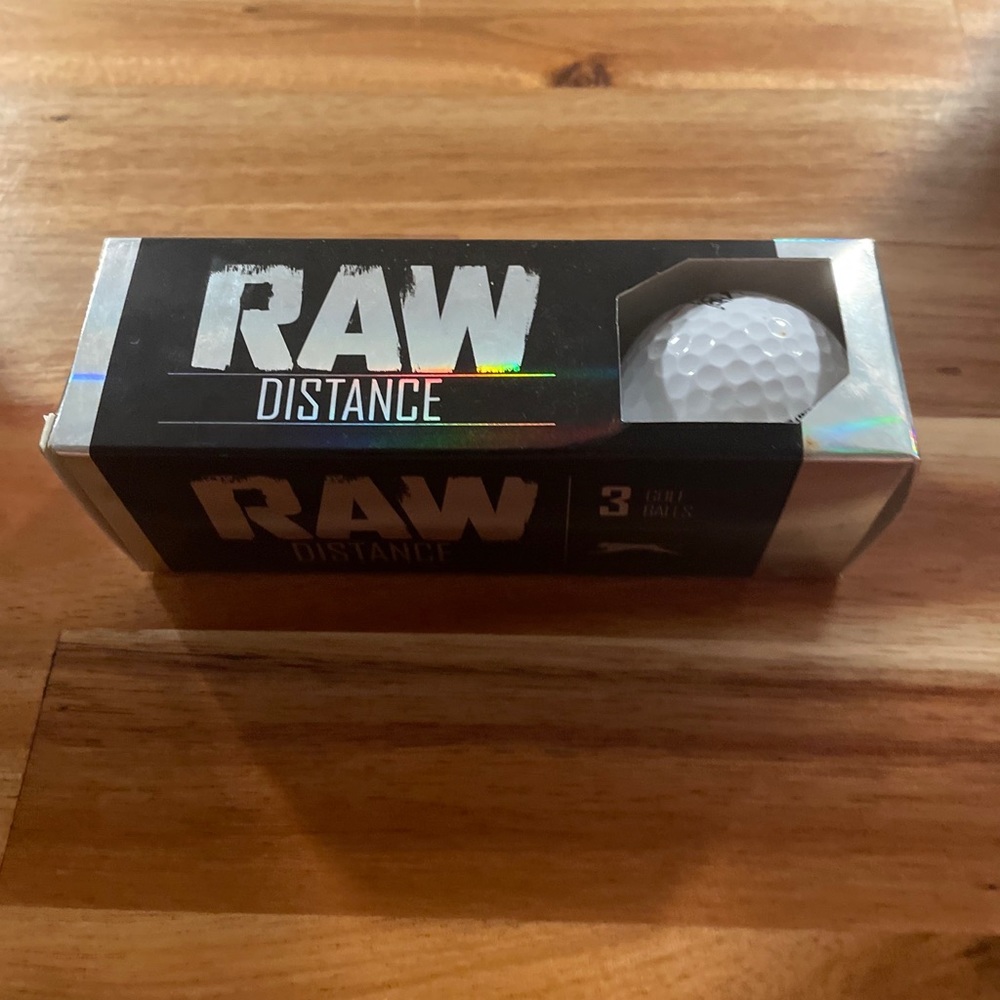 RAW
DISTANCE
RAW
DISTANCE
3 GOLF
BALLS